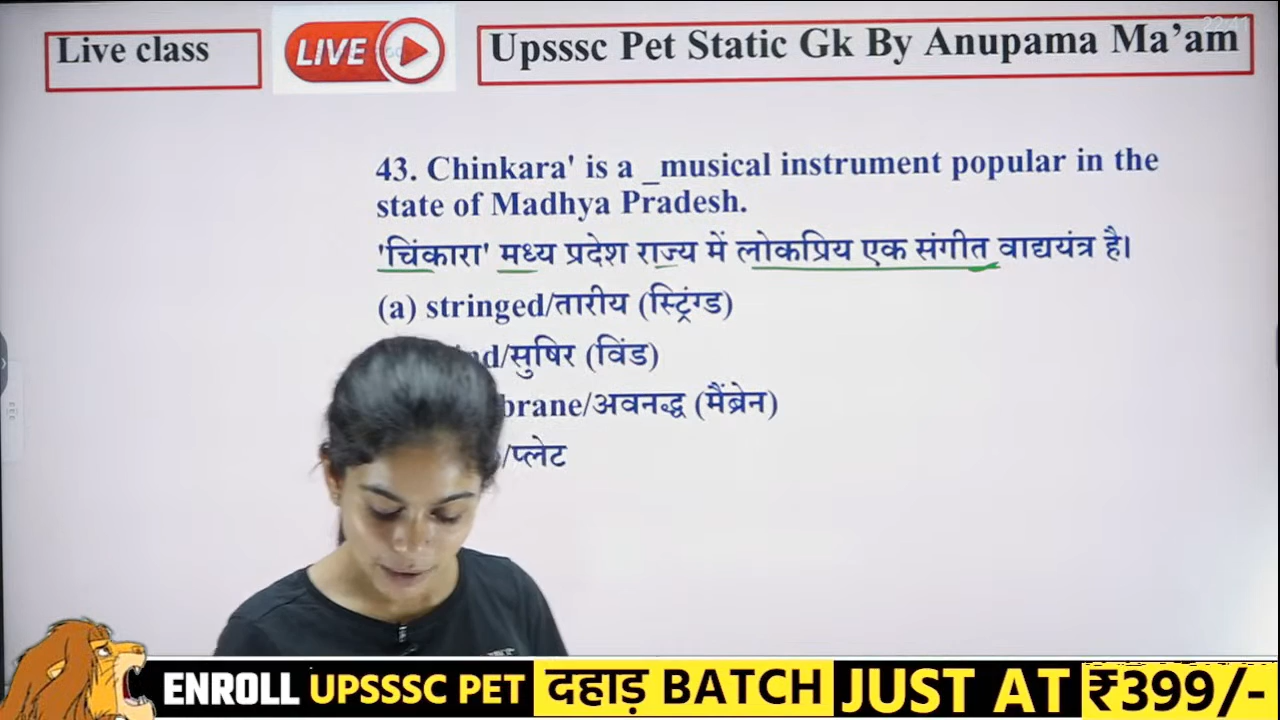 Live class
LIVE
Upsssc Pet Static Gk By Anupama Ma’am
22:41
43. Chinkara' is a _musical instrument popular in the
state of Madhya Pradesh.
'चिंकारा' मध्य प्रदेश राज्य में लोकप्रिय एक संगीत वाद्ययंत्र है।
(a) stringed/तारीय (स्ट्रिंग्ड)
/सुषिर (विंड)
/अवनद्ध (मैंब्रेन)
/प्लेट
ENROLL UPSSSC PET दहाड़ BATCH JUST AT ₹399/-